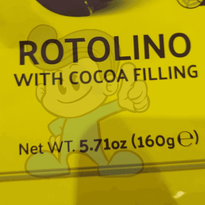 ROTOLINO
WITH COCOA FILLING
Net WT. 5.71oz (160g ℮)